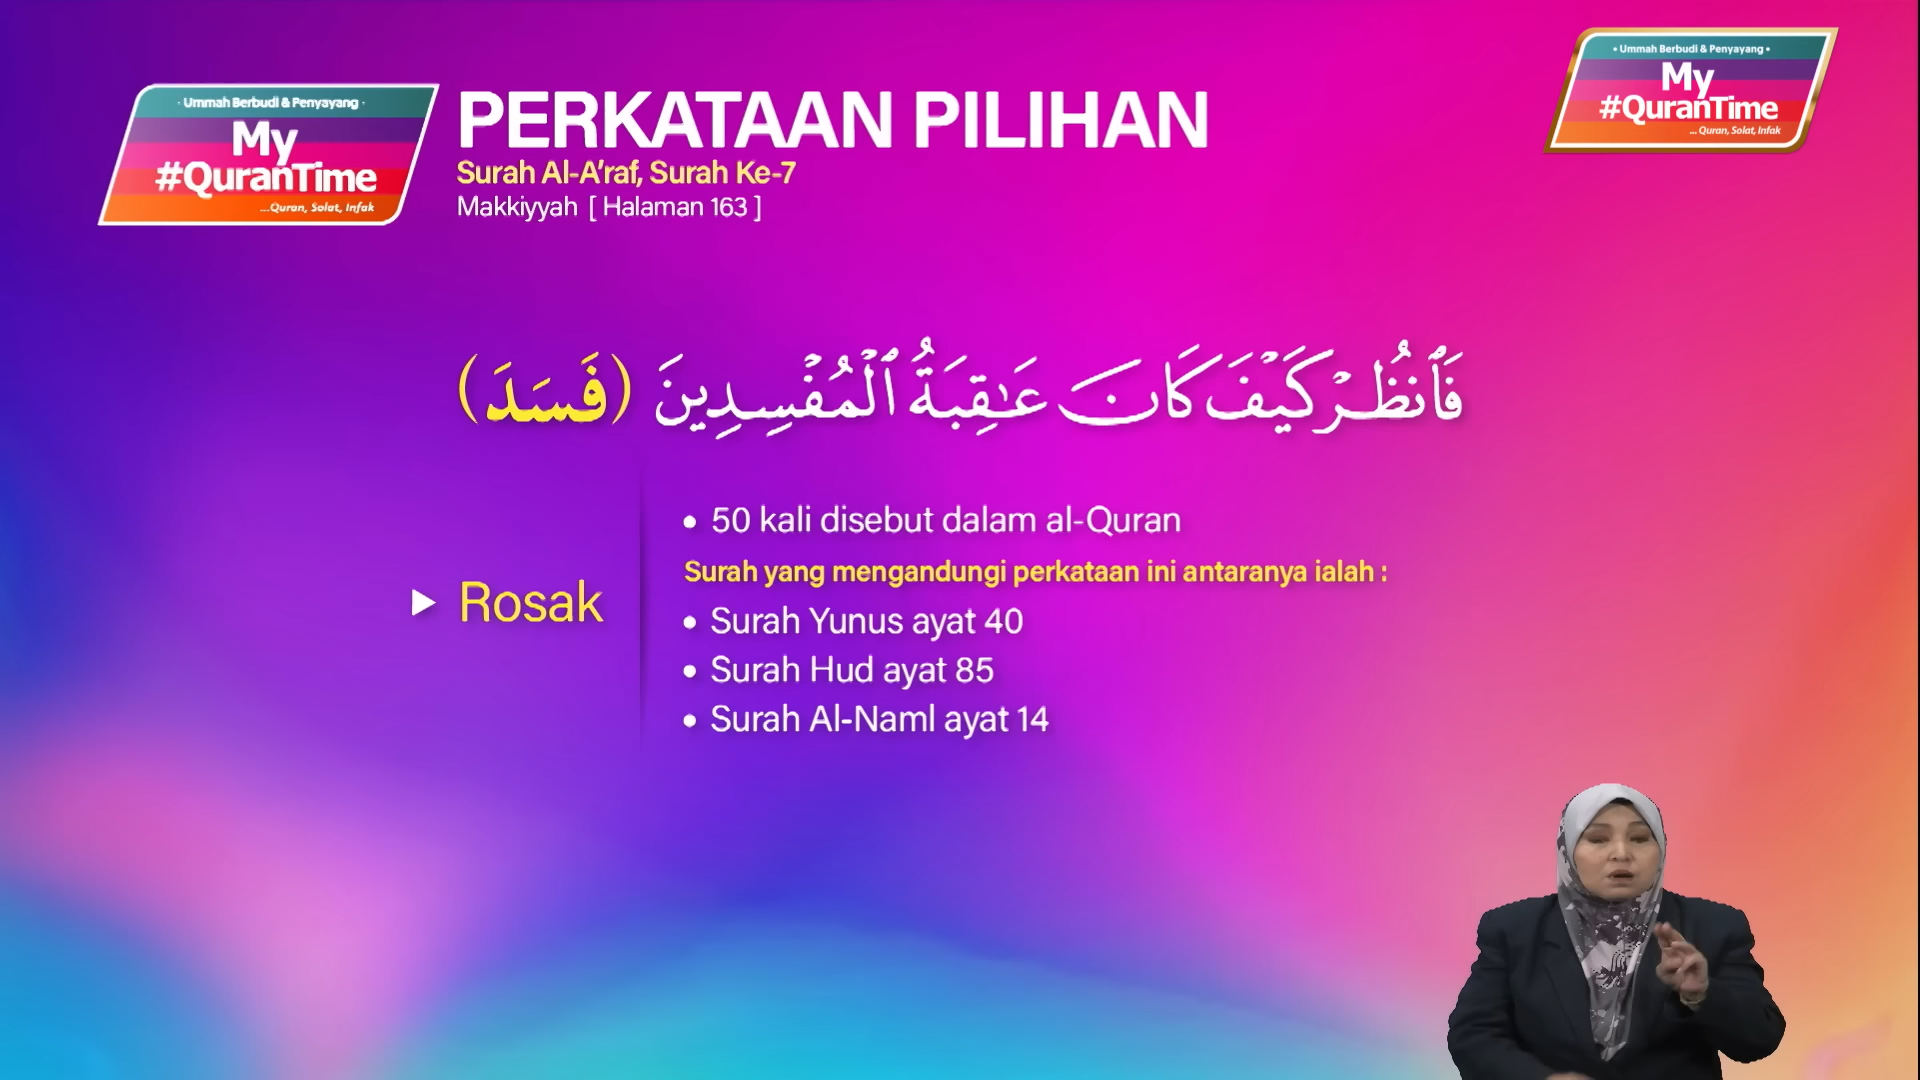 · Ummah Berbudi & Penyayang ·
My
#QuranTime
...Quran, Solat, Infak
PERKATAAN PILIHAN
Surah Al-A'raf, Surah Ke-7
Makkiyyah [ Halaman 163 ]
• Ummah Berbudi & Penyayang •
My
#QuranTime
... Quran, Solat, Infak
فَٱنظُرْ كَيْفَ كَانَ عَـٰقِبَةُ ٱلْمُفْسِدِينَ (فَسَدَ)
Rosak
• 50 kali disebut dalam al-Quran
Surah yang mengandungi perkataan ini antaranya ialah :
• Surah Yunus ayat 40
• Surah Hud ayat 85
• Surah Al-Naml ayat 14